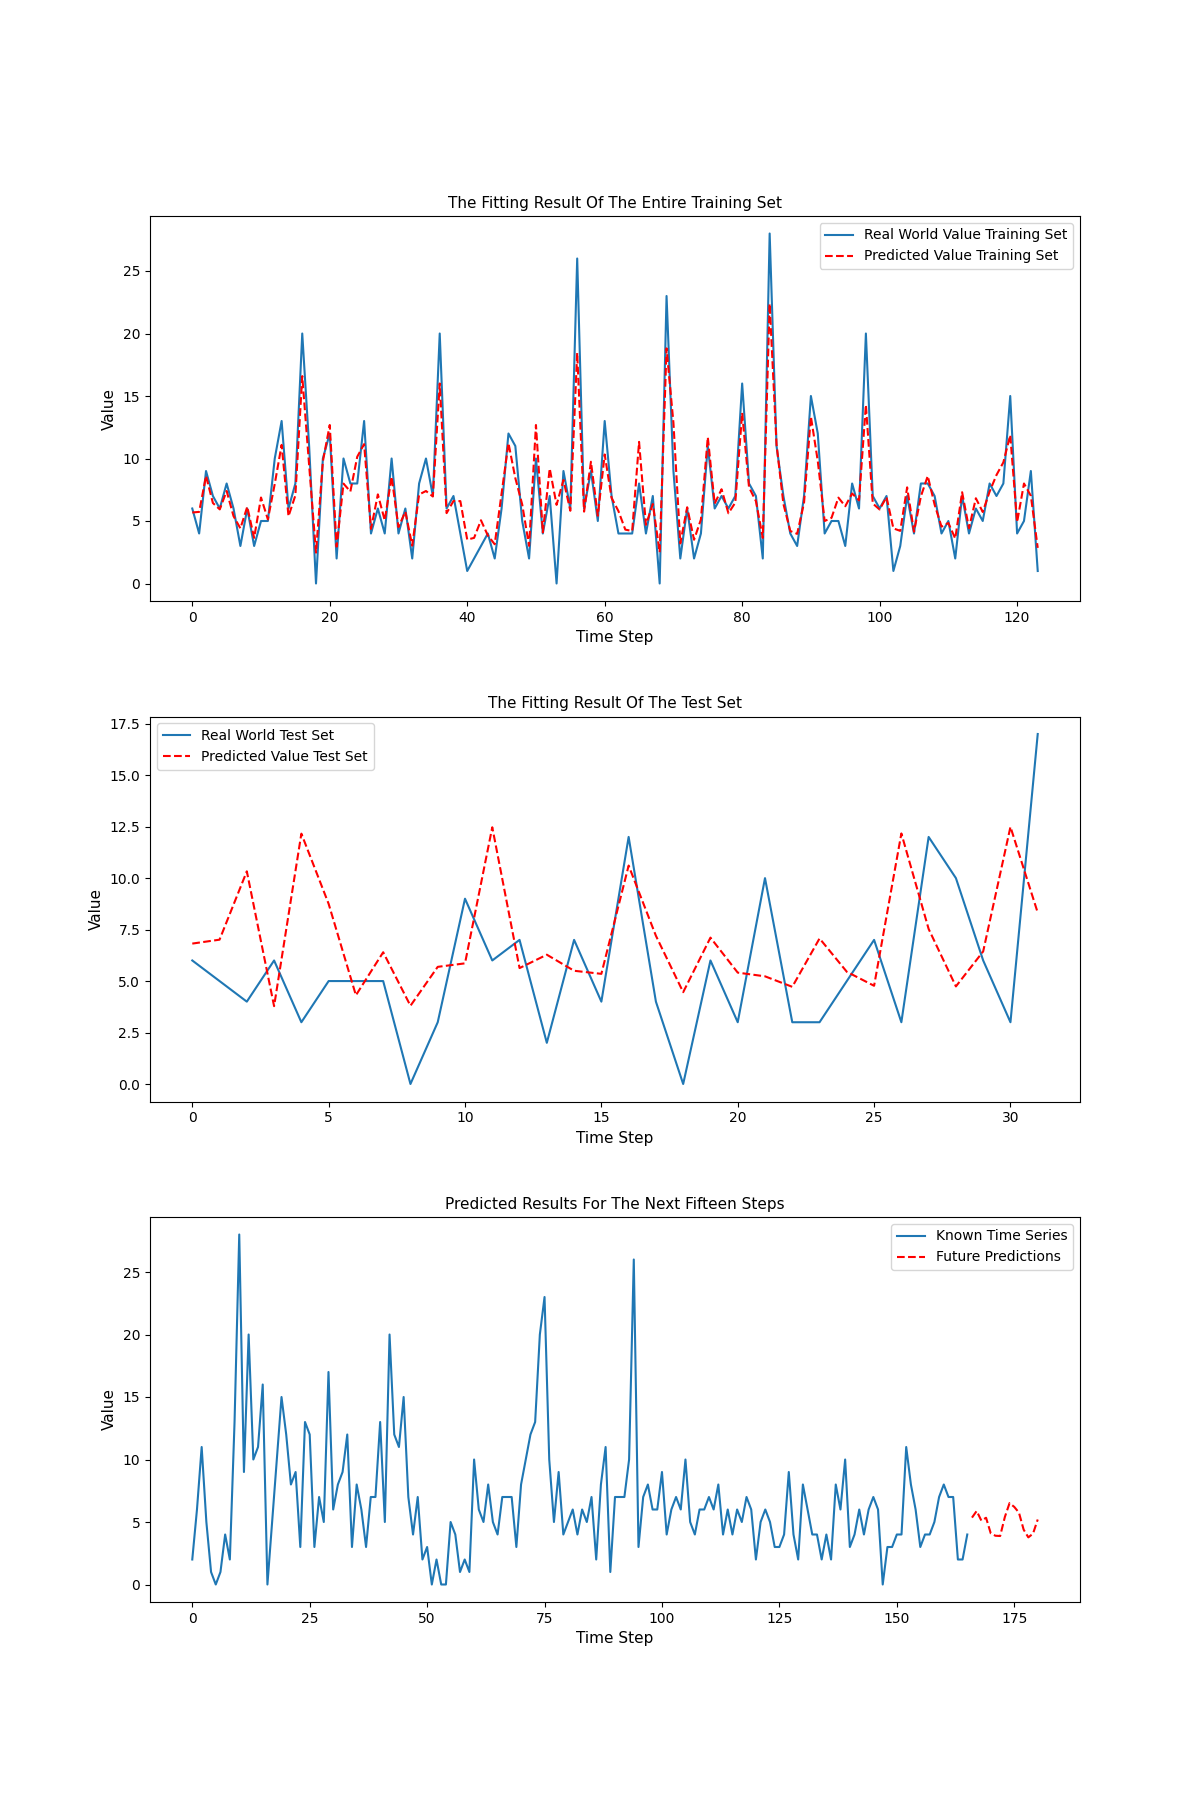 The Fitting Result Of The Entire Training Set
Real World Value Training Set
Predicted Value Training Set
Value
25
20
15
10
5
0
0 20 40 60 80 100 120
Time Step
The Fitting Result Of The Test Set
Real World Test Set
Predicted Value Test Set
Value
17.5
15.0
12.5
10.0
7.5
5.0
2.5
0.0
0 5 10 15 20 25 30
Time Step
Predicted Results For The Next Fifteen Steps
Known Time Series
Future Predictions
Value
25
20
15
10
5
0
0 25 50 75 100 125 150 175
Time Step